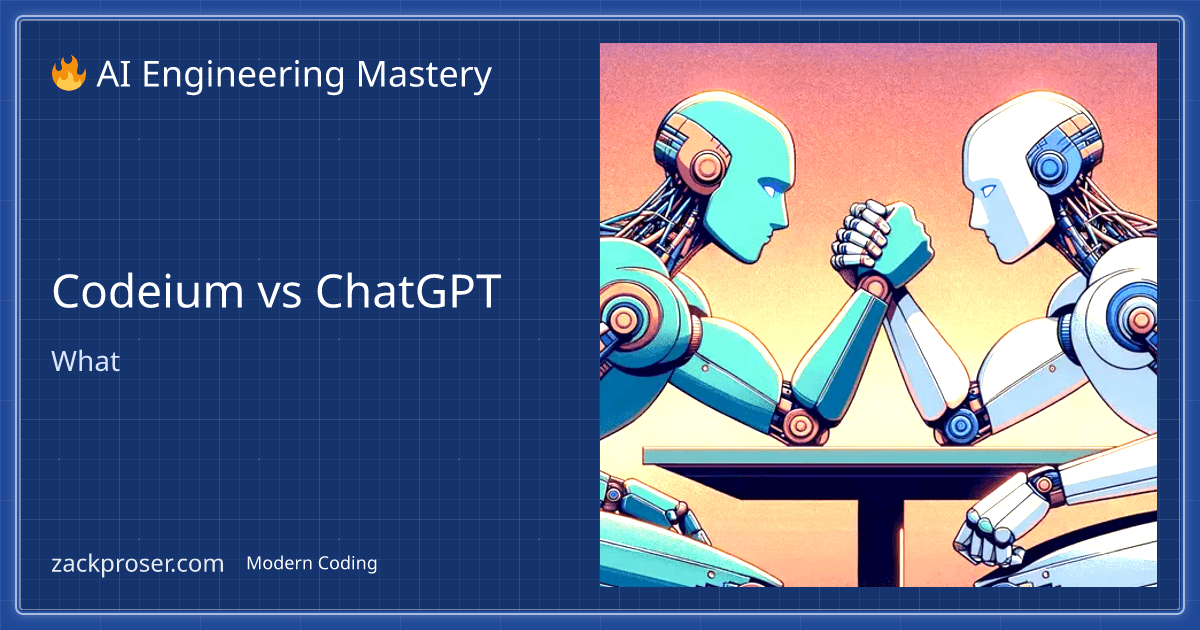 🔥 AI Engineering Mastery
Codeium vs ChatGPT
What
zackproser.com Modern Coding